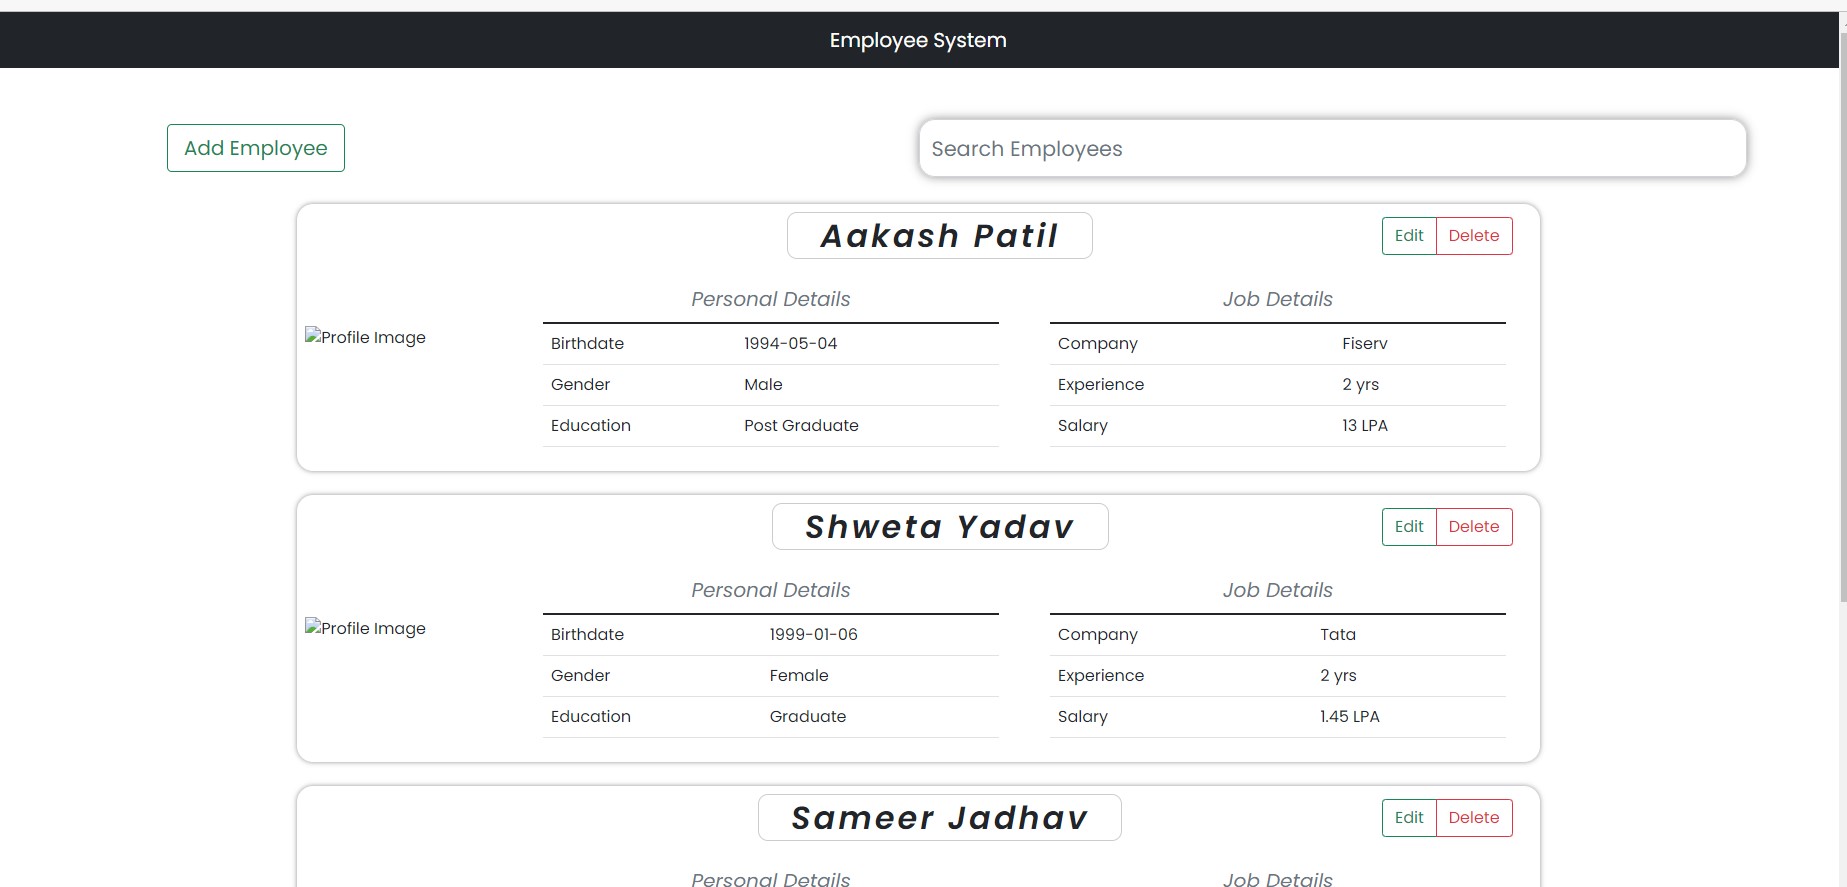 Employee System
Add Employee
Search Employees
Aakash Patil
Edit Delete
Personal Details Job Details
Profile Image
Birthdate 1994-05-04 Company Fiserv
Gender Male Experience 2 yrs
Education Post Graduate Salary 13 LPA
Shweta Yadav
Edit Delete
Personal Details Job Details
Profile Image
Birthdate 1999-01-06 Company Tata
Gender Female Experience 2 yrs
Education Graduate Salary 1.45 LPA
Sameer Jadhav
Edit Delete
Personal Details Job Details